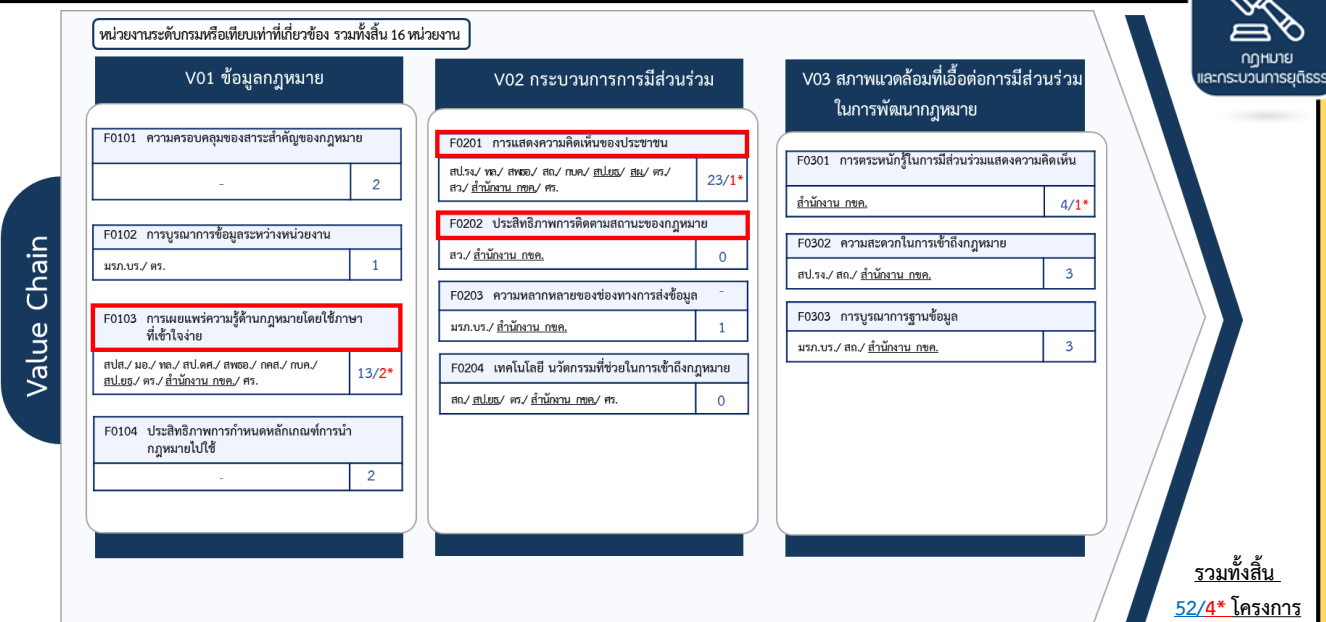 หน่วยงานระดับกรมหรือเทียบเท่าที่เกี่ยวข้อง รวมทั้งสิ้น 16 หน่วยงาน
กฎหมาย
และกระบวนการยุติธรร
Value Chain
V01 ข้อมูลกฎหมาย
F0101 ความครอบคลุมของสาระสำคัญของกฎหมาย
- 2
F0102 การบูรณาการข้อมูลระหว่างหน่วยงาน
มรภ.บร./ ตร. 1
F0103 การเผยแพร่ความรู้ด้านกฎหมายโดยใช้ภาษา
ที่เข้าใจง่าย
สปส./ มอ./ ทล./ สป.ดศ./ สพธอ./ กคส./ กบค./
สป.ยธ./ ตร./ สำนักงาน กขค./ ศร.
13/2*
F0104 ประสิทธิภาพการกำหนดหลักเกณฑ์การนำ
กฎหมายไปใช้
- 2
V02 กระบวนการการมีส่วนร่วม
F0201 การแสดงความคิดเห็นของประชาชน
สป.รง./ ทล./ สพธอ./ สถ./ กบค./ สป.ยธ./ สผ./ ตร./
สว./ สำนักงาน กขค./ ศร.
23/1*
F0202 ประสิทธิภาพการติดตามสถานะของกฎหมาย
สว./ สำนักงาน กขค. 0
F0203 ความหลากหลายของช่องทางการส่งข้อมูล -
มรภ.บร./ สำนักงาน กขค. 1
F0204 เทคโนโลยี นวัตกรรมที่ช่วยในการเข้าถึงกฎหมาย
สถ./ สป.ยธ./ ตร./ สำนักงาน กขค./ ศร. 0
V03 สภาพแวดล้อมที่เอื้อต่อการมีส่วนร่วม
ในการพัฒนากฎหมาย
F0301 การตระหนักรู้ในการมีส่วนร่วมแสดงความคิดเห็น
สำนักงาน กขค. 4/1*
F0302 ความสะดวกในการเข้าถึงกฎหมาย
สป.รง./ สถ./ สำนักงาน กขค. 3
F0303 การบูรณาการฐานข้อมูล
มรภ.บร./ สถ./ สำนักงาน กขค. 3
รวมทั้งสิ้น
52/4* โครงการ